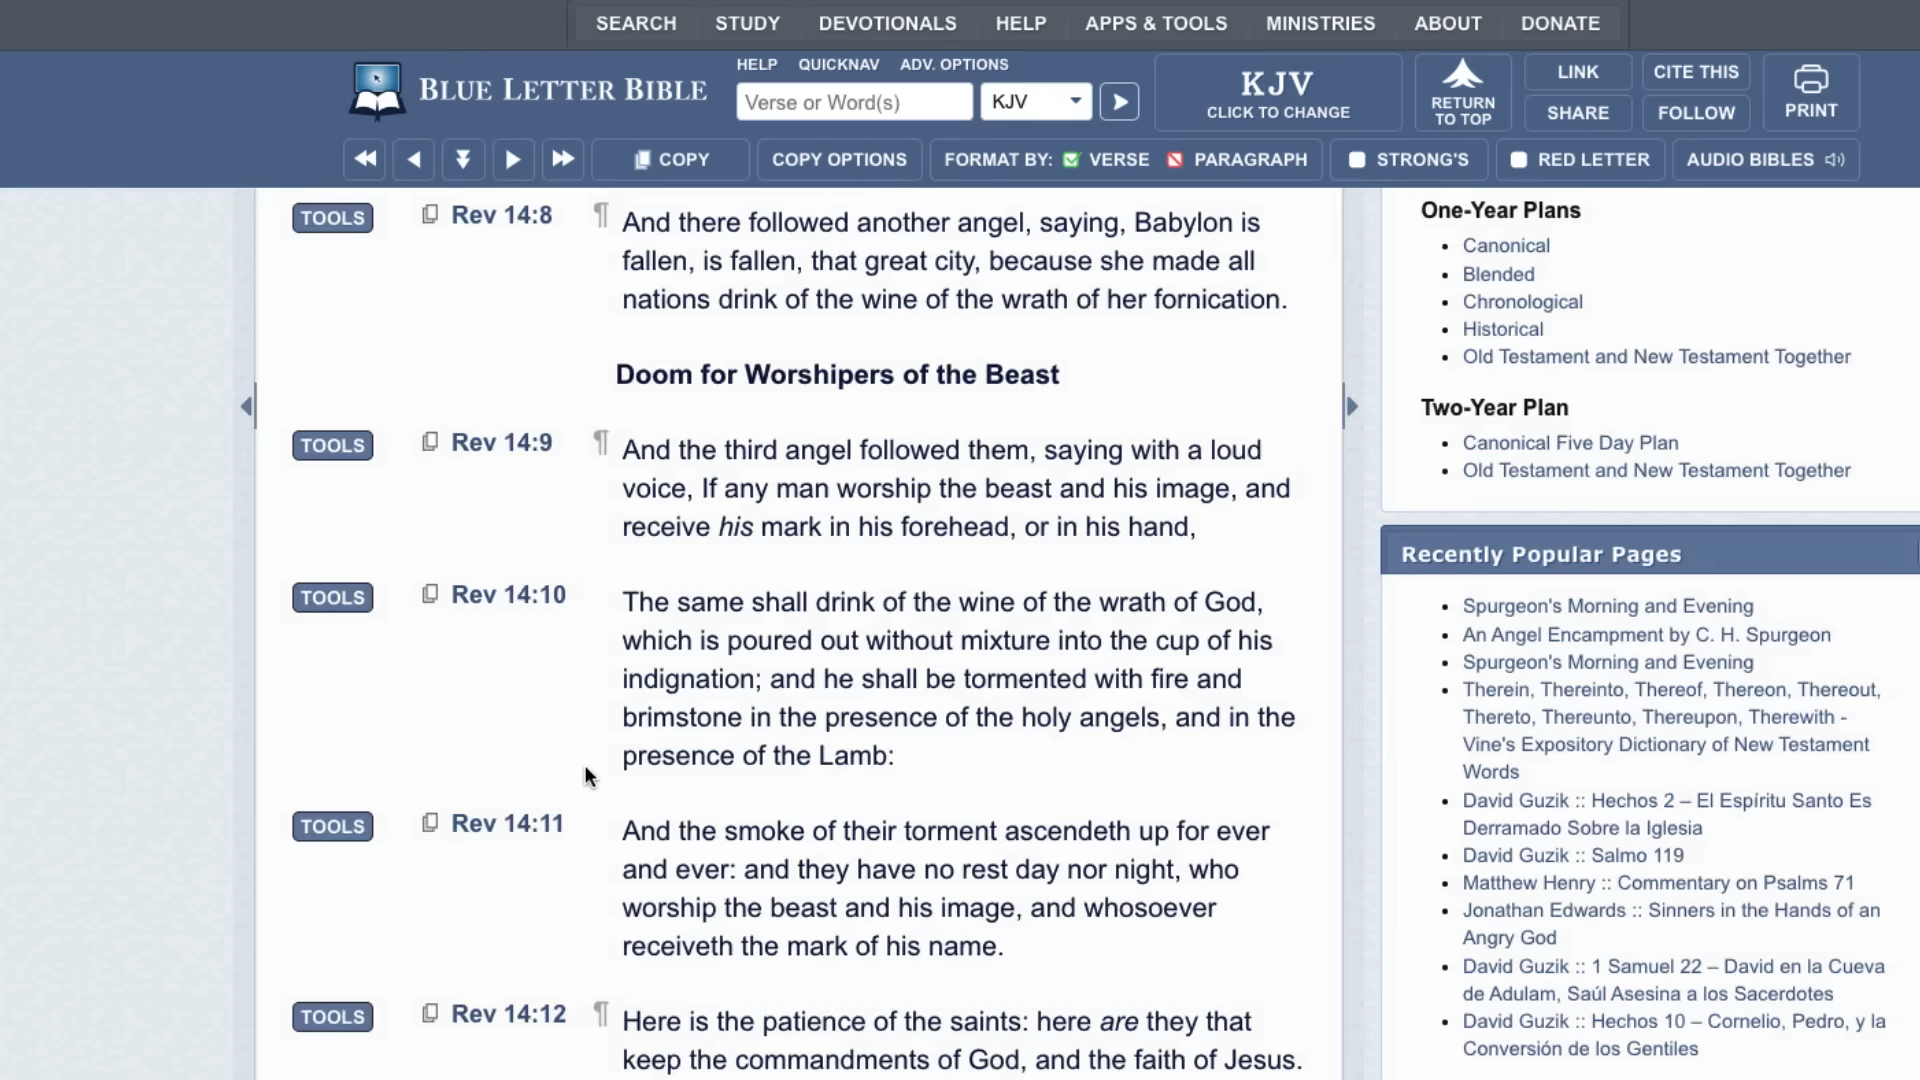 SEARCH STUDY DEVOTIONALS HELP APPS & TOOLS MINISTRIES ABOUT DONATE
BLUE LETTER BIBLE
HELP QUICKNAV ADV. OPTIONS
Verse or Word(s) KJV
KJV
CLICK TO CHANGE
RETURN
TO TOP
LINK
CITE THIS
SHARE
FOLLOW
PRINT
COPY COPY OPTIONS FORMAT BY: VERSE PARAGRAPH STRONG'S RED LETTER AUDIO BIBLES
TOOLS Rev 14:8 ¶ And there followed another angel, saying, Babylon is
fallen, is fallen, that great city, because she made all
nations drink of the wine of the wrath of her fornication.
Doom for Worshipers of the Beast
TOOLS Rev 14:9 ¶ And the third angel followed them, saying with a loud
voice, If any man worship the beast and his image, and
receive his mark in his forehead, or in his hand,
TOOLS Rev 14:10 The same shall drink of the wine of the wrath of God,
which is poured out without mixture into the cup of his
indignation; and he shall be tormented with fire and
brimstone in the presence of the holy angels, and in the
presence of the Lamb:
TOOLS Rev 14:11 And the smoke of their torment ascendeth up for ever
and ever: and they have no rest day nor night, who
worship the beast and his image, and whosoever
receiveth the mark of his name.
TOOLS Rev 14:12 ¶ Here is the patience of the saints: here are they that
keep the commandments of God, and the faith of Jesus.
One-Year Plans
• Canonical
• Blended
• Chronological
• Historical
• Old Testament and New Testament Together
Two-Year Plan
• Canonical Five Day Plan
• Old Testament and New Testament Together
Recently Popular Pages
• Spurgeon's Morning and Evening
• An Angel Encampment by C. H. Spurgeon
• Spurgeon's Morning and Evening
• Therein, Thereinto, Thereof, Thereon, Thereout,
Thereto, Thereunto, Thereupon, Therewith -
Vine's Expository Dictionary of New Testament
Words
• David Guzik :: Hechos 2 – El Espíritu Santo Es
Derramado Sobre la Iglesia
• David Guzik :: Salmo 119
• Matthew Henry :: Commentary on Psalms 71
• Jonathan Edwards :: Sinners in the Hands of an
Angry God
• David Guzik :: 1 Samuel 22 – David en la Cueva
de Adulam, Saúl Asesina a los Sacerdotes
• David Guzik :: Hechos 10 – Cornelio, Pedro, y la
Conversión de los Gentiles